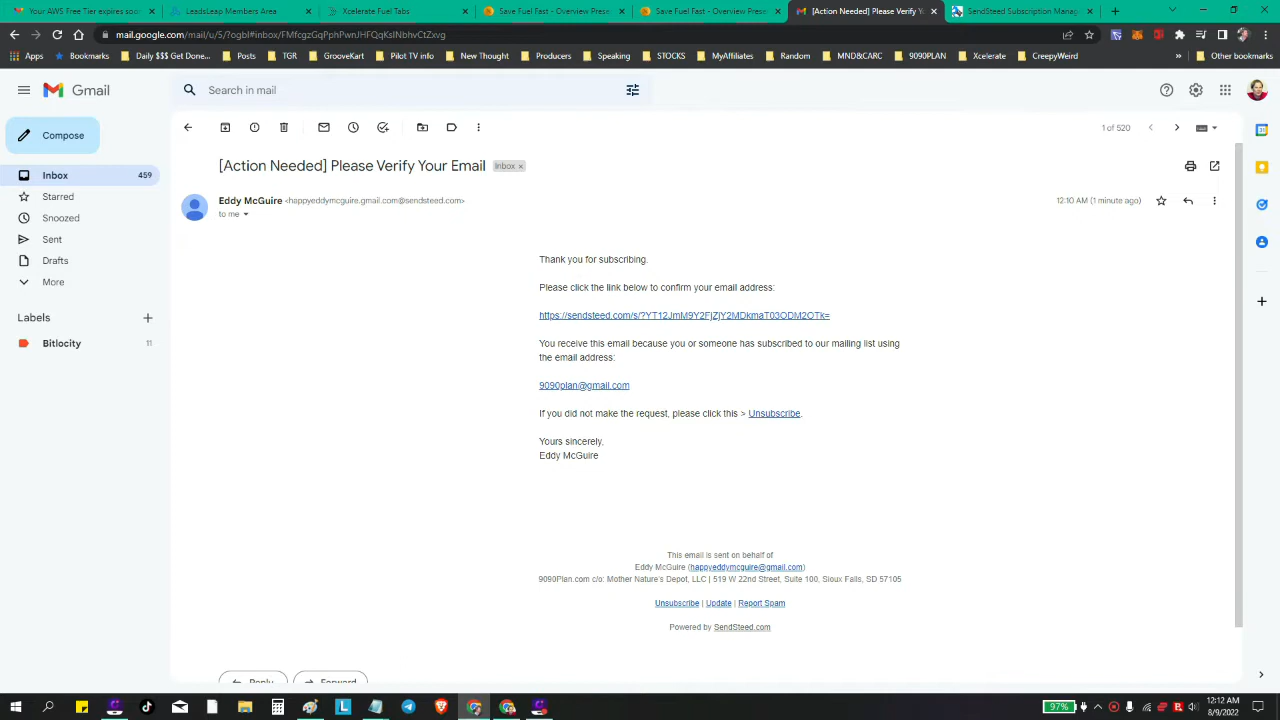 Your AWS Free Tier expires soon
LeadsLeap Members Area
Xcelerate Fuel Tabs
Save Fuel Fast - Overview Prese
Save Fuel Fast - Overview Prese
[Action Needed] Please Verify Y
SendSteed Subscription Manag
mail.google.com/mail/u/5/?ogbl#inbox/FMfcgzGqPphPwnJHFQqKslNbhvCtZxvg
Apps
Bookmarks
Daily $$$ Get Done...
Posts
TGR
GrooveKart
Pilot TV info
New Thought
Producers
Speaking
STOCKS
MyAffiliates
Random
MND&CARC
9090PLAN
Xcelerate
CreepyWeird
»
Other bookmarks
Gmail
Search in mail
Compose
1 of 520
[Action Needed] Please Verify Your Email
Inbox ×
Inbox 459
Starred
Snoozed
Sent
Drafts
More
Labels
Bitlocity 11
Eddy McGuire <happyeddymcguire.gmail.com@sendsteed.com>
12:10 AM (1 minute ago)
to me
Thank you for subscribing.
Please click the link below to confirm your email address:
https://sendsteed.com/s/?YT12JmM9Y2FjZjY2MDkmaT03ODM2OTk=
You receive this email because you or someone has subscribed to our mailing list using
the email address:
9090plan@gmail.com
If you did not make the request, please click this > Unsubscribe.
Yours sincerely,
Eddy McGuire
This email is sent on behalf of
Eddy McGuire (happyeddymcguire@gmail.com)
9090Plan.com c/o: Mother Nature's Depot, LLC | 519 W 22nd Street, Suite 100, Sioux Falls, SD 57105
Unsubscribe | Update | Report Spam
Powered by SendSteed.com
Reply
Forward
97%
12:12 AM
8/9/2022